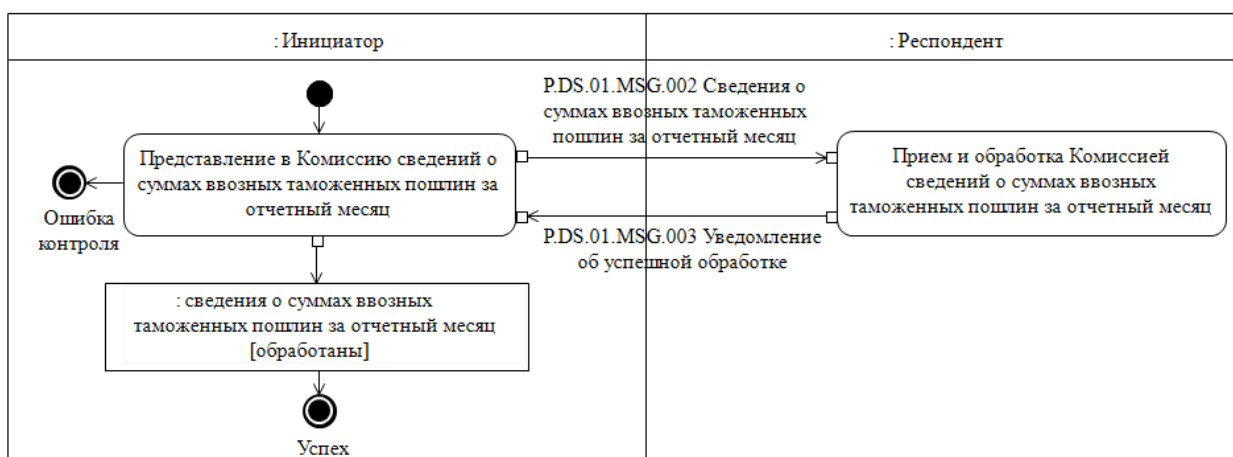 : Инициатор
: Респондент
P.DS.01.MSG.002 Сведения о
суммах ввозных таможенных
пошлин за отчетный месяц
Представление в Комиссию сведений о
суммах ввозных таможенных пошлин за
отчетный месяц
Прием и обработка Комиссией
сведений о суммах ввозных
таможенных пошлин за отчетный месяц
Ошибка
контроля
P.DS.01.MSG.003 Уведомление
об успешной обработке
: сведения о суммах ввозных
таможенных пошлин за отчетный месяц
[обработаны]
Успех